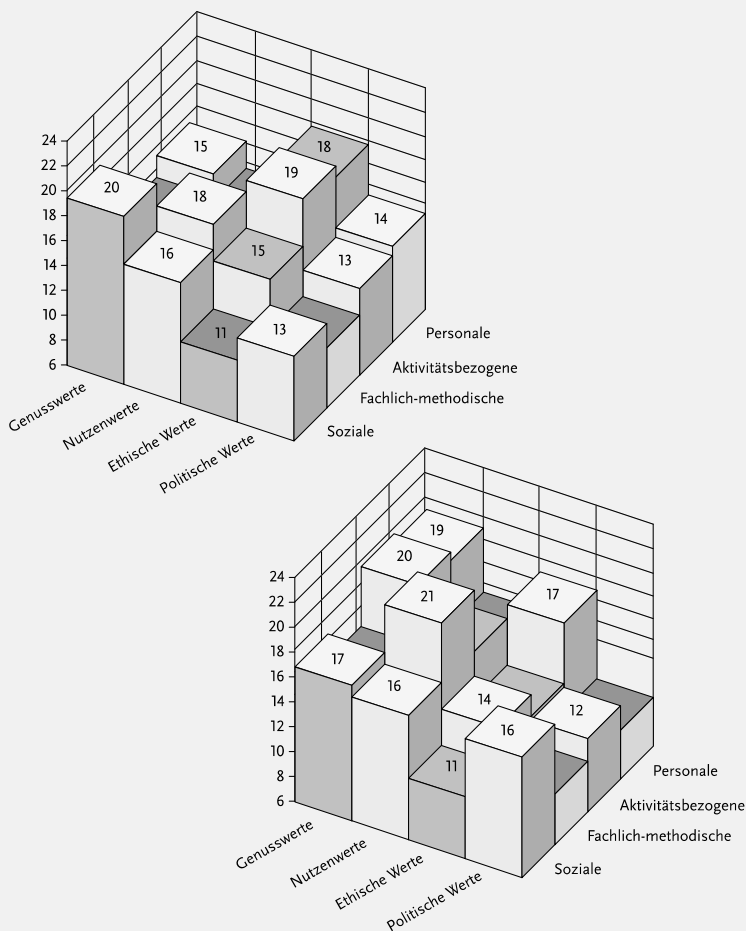 24
22
20
18
16
14
12
10
8
6
15
18
20
18
19
14
16
15
13
11
13
Personale
Aktivitätsbezogene
Fachlich-methodische
Soziale
Genusswerte
Nutzenwerte
Ethische Werte
Politische Werte
24
22
20
18
16
14
12
10
8
6
19
20
21
17
17
16
14
12
16
11
Personale
Aktivitätsbezogene
Fachlich-methodische
Soziale
Genusswerte
Nutzenwerte
Ethische Werte
Politische Werte